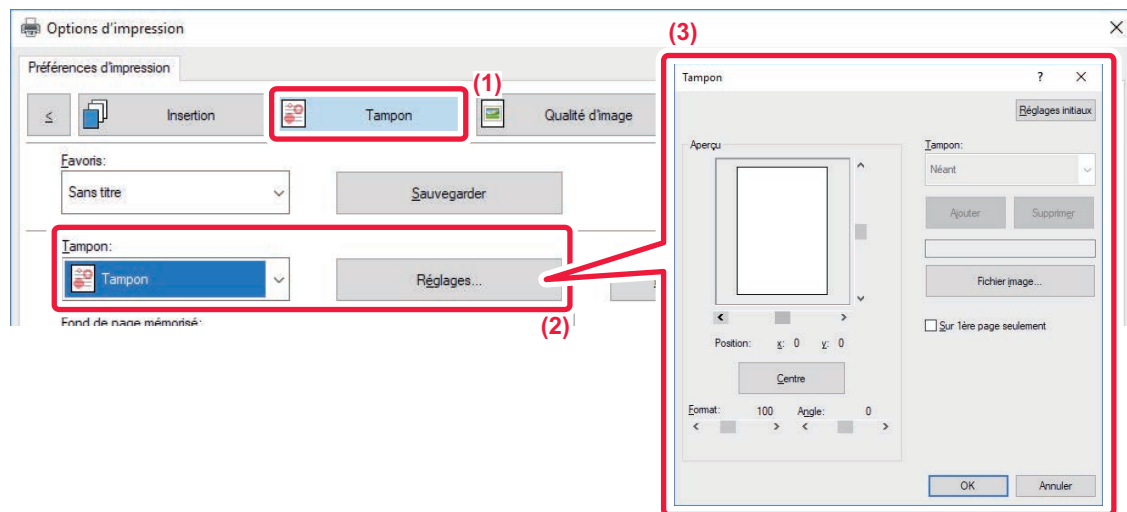 Options d'impression
Préférences d'impression
(1)
<
Insertion
Tampon
Qualité d'image
Favoris:
Sans titre
Sauvegarder
Tampon:
Tampon
Réglages...
Fond de page mémorisé:
(2)
(3)
Tampon
?
Réglages initiaux
Aperçu
Position: x: 0 y: 0
Centre
Format: 100 Angle: 0
Tampon:
Néant
Ajouter Supprimer
Fichier image...
Sur 1ère page seulement
OK Annuler